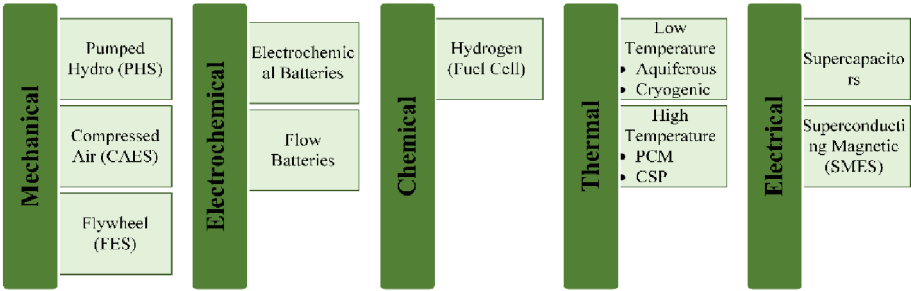 Mechanical
Pumped
Hydro (PHS)
Compressed
Air (CAES)
Flywheel
(FES)
Electrochemical
Electrochemic
al Batteries
Flow
Batteries
Chemical
Hydrogen
(Fuel Cell)
Thermal
Low
Temperature
• Aquiferous
• Cryogenic
High
Temperature
• PCM
• CSP
Electrical
Supercapacito
rs
Superconducti
ng Magnetic
(SMES)